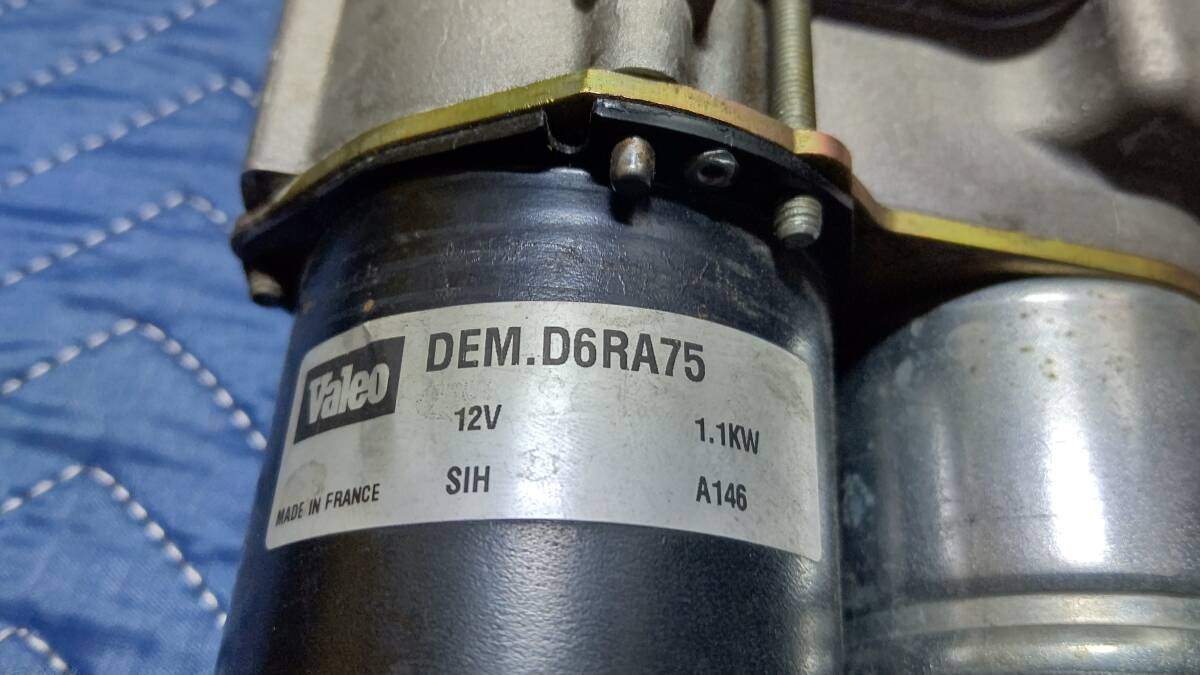 Valeo
DEM.D6RA75
12V 1.1KW
SIH A146
MADE IN FRANCE